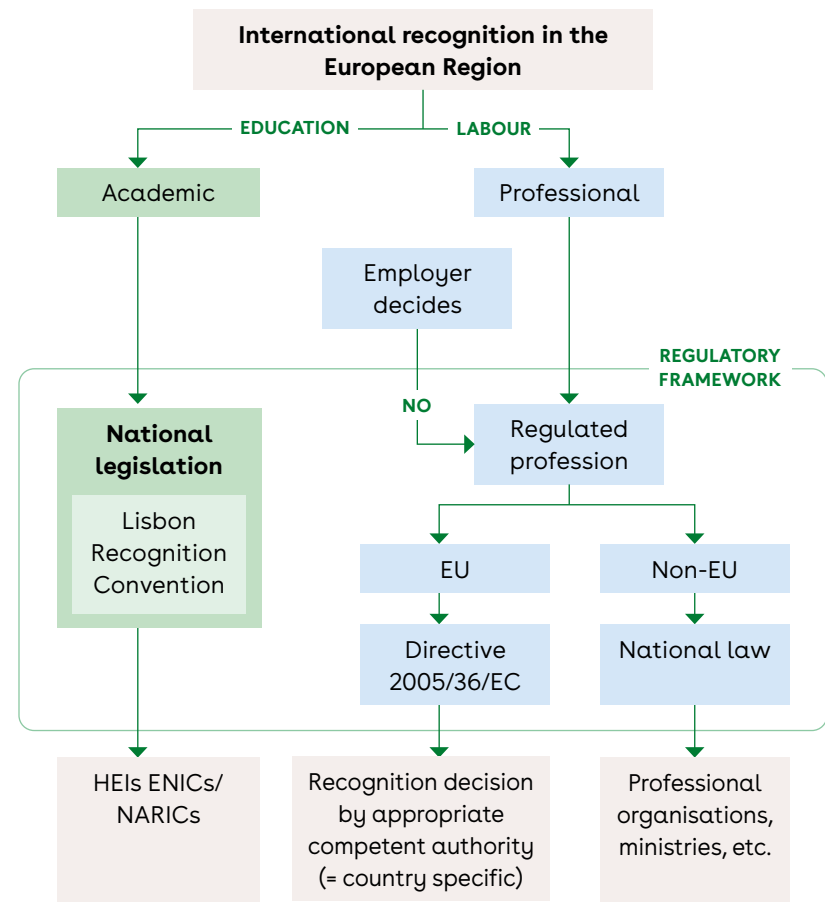 International recognition in the
European Region
EDUCATION
LABOUR
Academic
Professional
Employer
decides
REGULATORY
FRAMEWORK
NO
National
legislation
Lisbon
Recognition
Convention
Regulated
profession
EU
Non-EU
Directive
2005/36/EC
National law
HEIs ENICs/
NARICs
Recognition decision
by appropriate
competent authority
(= country specific)
Professional
organisations,
ministries, etc.